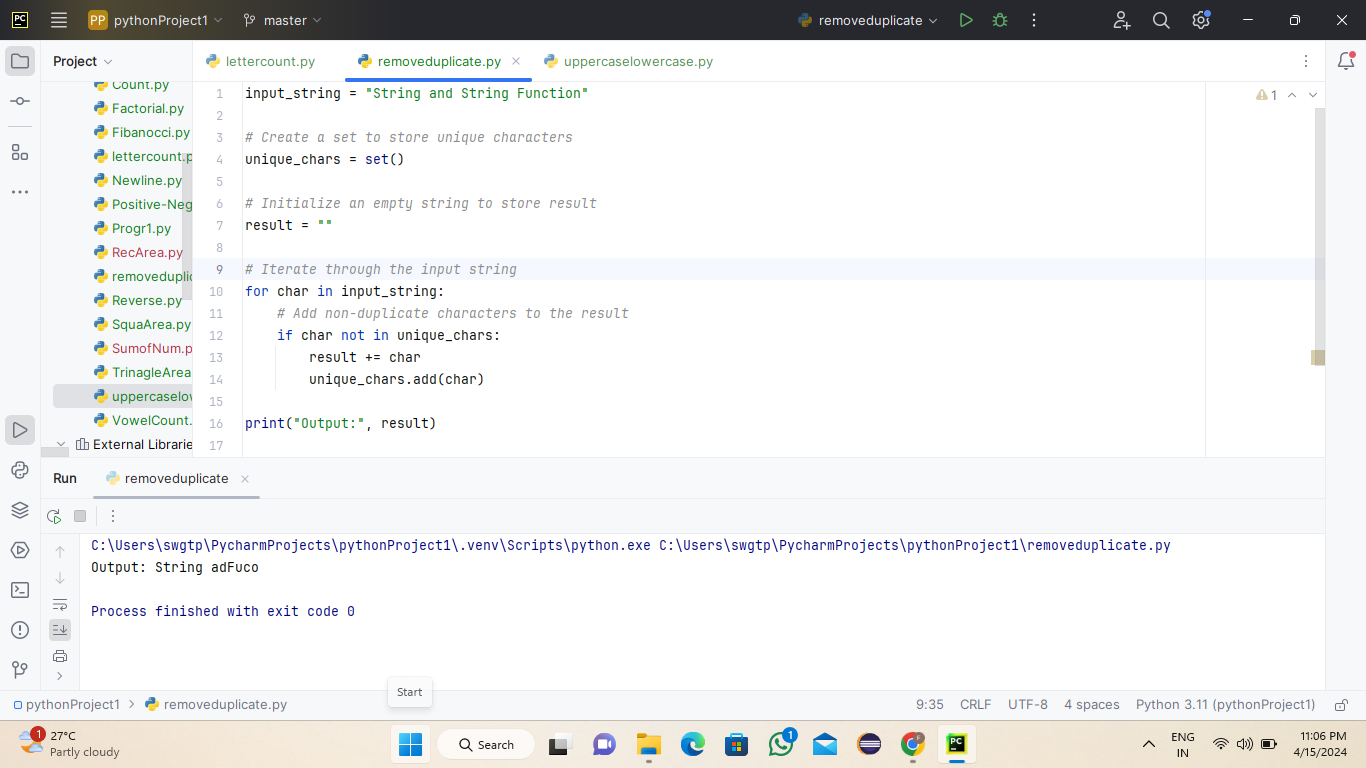 PC
PP pythonProject1
master
removeduplicate
Project
lettercount.py
removeduplicate.py
uppercaselowercase.py
Count.py
Factorial.py
Fibanocci.py
lettercount.p
Newline.py
Positive-Neg
Progr1.py
RecArea.py
removeduplic
Reverse.py
SquaArea.py
SumofNum.p
TrinagleArea
uppercaselow
VowelCount.
External Librarie
1 input_string = "String and String Function"
2
3 # Create a set to store unique characters
4 unique_chars = set()
5
6 # Initialize an empty string to store result
7 result = ""
8
9 # Iterate through the input string
10 for char in input_string:
11 # Add non-duplicate characters to the result
12 if char not in unique_chars:
13 result += char
14 unique_chars.add(char)
15
16 print("Output:", result)
17
1
Run
removeduplicate
C:\Users\swgtp\PycharmProjects\pythonProject1\.venv\Scripts\python.exe C:\Users\swgtp\PycharmProjects\pythonProject1\removeduplicate.py
Output: String adFuco
Process finished with exit code 0
Start
pythonProject1 > removeduplicate.py
9:35 CRLF UTF-8 4 spaces Python 3.11 (pythonProject1)
1
27°C
Partly cloudy
Search
1
PC
ENG
IN
11:06 PM
4/15/2024